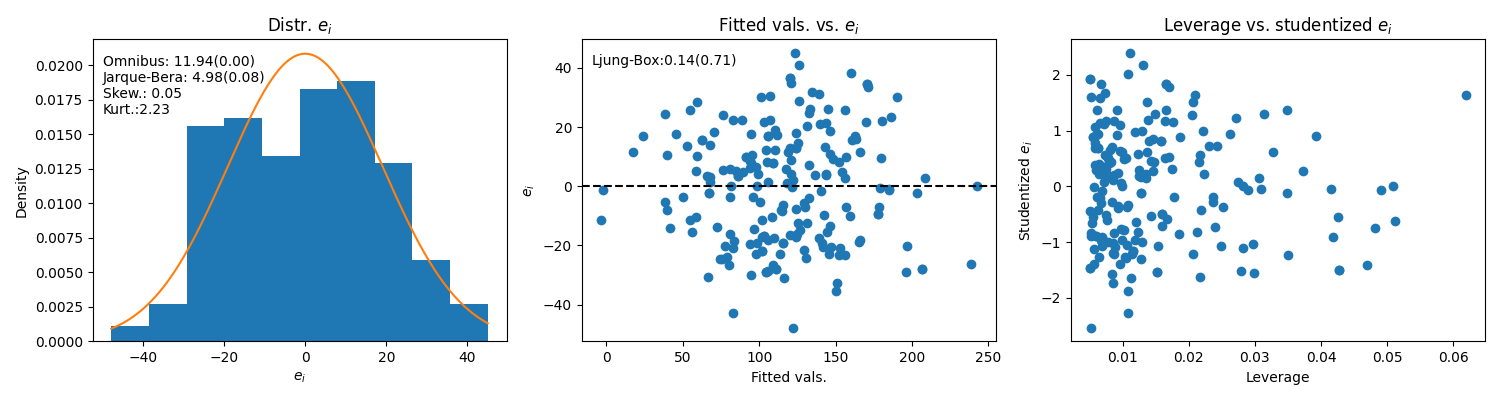 Distr. e_i
Omnibus: 11.94(0.00)
Jarque-Bera: 4.98(0.08)
Skew.: 0.05
Kurt.:2.23
Density
0.0200
0.0175
0.0150
0.0125
0.0100
0.0075
0.0050
0.0025
0.0000
−40 −20 0 20 40
e_i
Fitted vals. vs. e_i
Ljung-Box:0.14(0.71)
e_i
40
20
0
−20
−40
0 50 100 150 200 250
Fitted vals.
Leverage vs. studentized e_i
Studentized e_i
2
1
0
−1
−2
0.01 0.02 0.03 0.04 0.05 0.06
Leverage